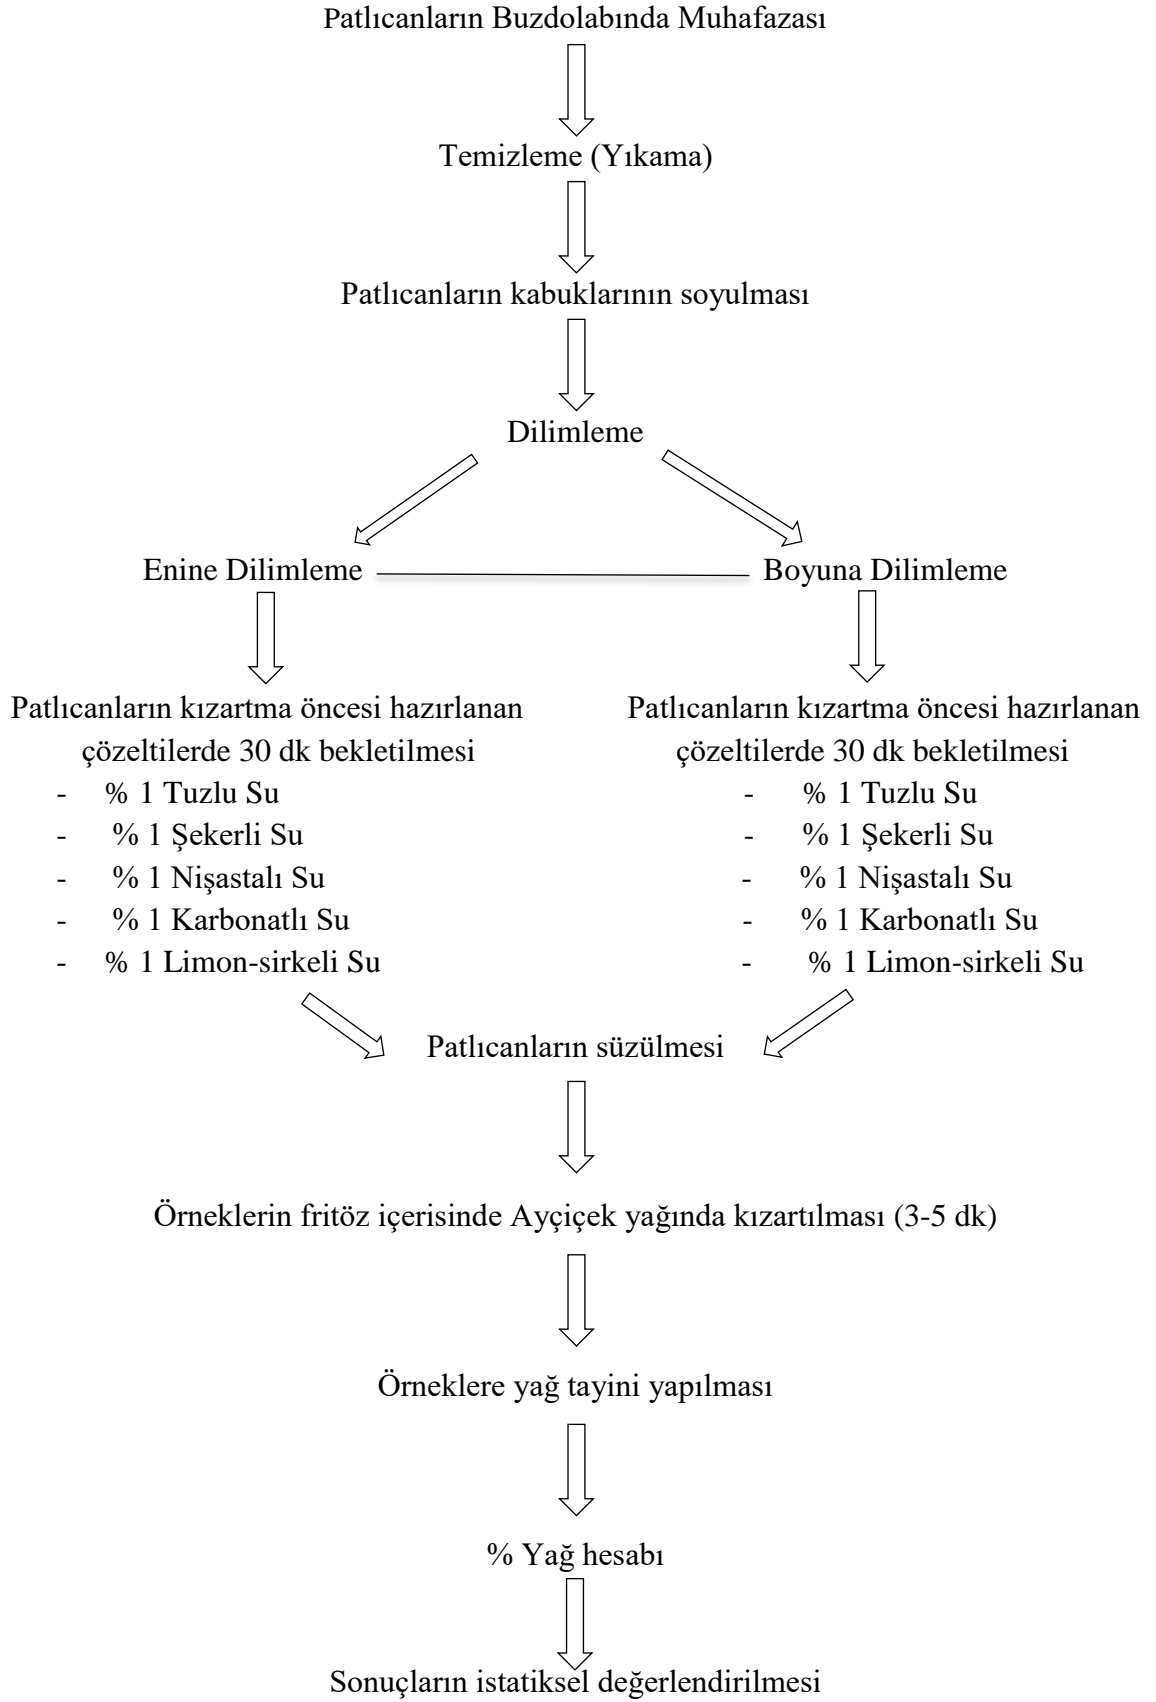 Patlıcanların Buzdolabında Muhafazası
Temizleme (Yıkama)
Patlıcanların kabuklarının soyulması
Dilimleme
Enine Dilimleme
Boyuna Dilimleme
Patlıcanların kızartma öncesi hazırlanan
çözeltilerde 30 dk bekletilmesi
- % 1 Tuzlu Su
- % 1 Şekerli Su
- % 1 Nişastalı Su
- % 1 Karbonatlı Su
- % 1 Limon-sirkeli Su
Patlıcanların kızartma öncesi hazırlanan
çözeltilerde 30 dk bekletilmesi
- % 1 Tuzlu Su
- % 1 Şekerli Su
- % 1 Nişastalı Su
- % 1 Karbonatlı Su
- % 1 Limon-sirkeli Su
Patlıcanların süzülmesi
Örneklerin fritöz içerisinde Ayçiçek yağında kızartılması (3-5 dk)
Örneklere yağ tayini yapılması
% Yağ hesabı
Sonuçların istatiksel değerlendirilmesi